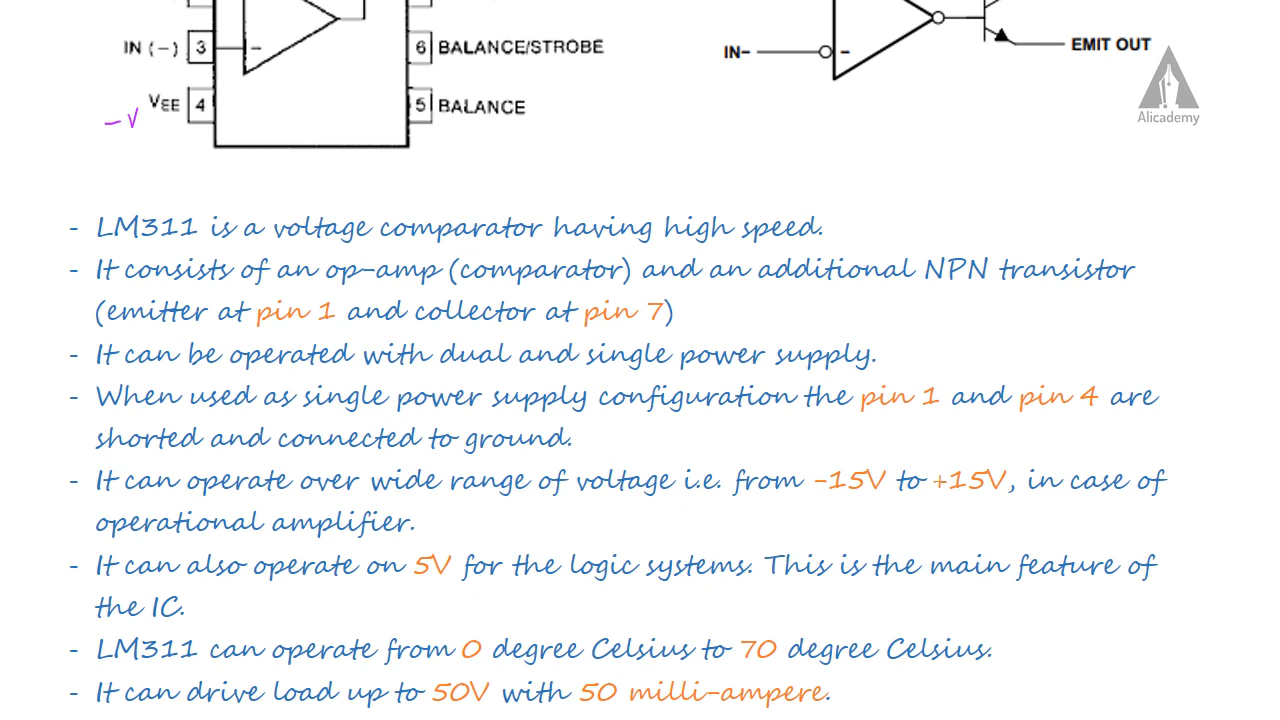 IN (−) 3 − 6 BALANCE/STROBE
IN− − EMIT OUT
VEE 4 5 BALANCE
−V
Alicademy
- LM311 is a voltage comparator having high speed.
- It consists of an op-amp (comparator) and an additional NPN transistor
(emitter at pin 1 and collector at pin 7)
- It can be operated with dual and single power supply.
- When used as single power supply configuration the pin 1 and pin 4 are
shorted and connected to ground.
- It can operate over wide range of voltage i.e. from -15V to +15V, in case of
operational amplifier.
- It can also operate on 5V for the logic systems. This is the main feature of
the IC.
- LM311 can operate from 0 degree Celsius to 70 degree Celsius.
- It can drive load up to 50V with 50 milli-ampere.